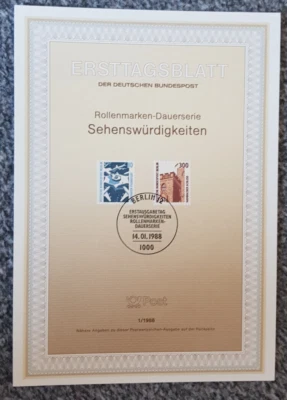 ERSTTAGSBLATT
DER DEUTSCHEN BUNDESPOST
Rollenmarken-Dauerserie
Sehenswürdigkeiten
100
BERLIN 12
ERSTAUSGABETAG
SEHENSWÜRDIGKEITEN
ROLLENMARKEN-
DAUERSERIE
14.01.1988
1000
Post
1/1988